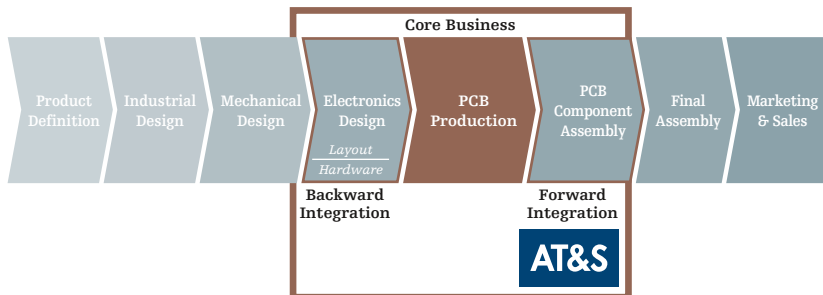 Core Business
Product
Definition
Industrial
Design
Mechanical
Design
Electronics
Design
Layout
Hardware
PCB
Production
PCB
Component
Assembly
Final
Assembly
Marketing
& Sales
Backward
Integration
Forward
Integration
AT&S